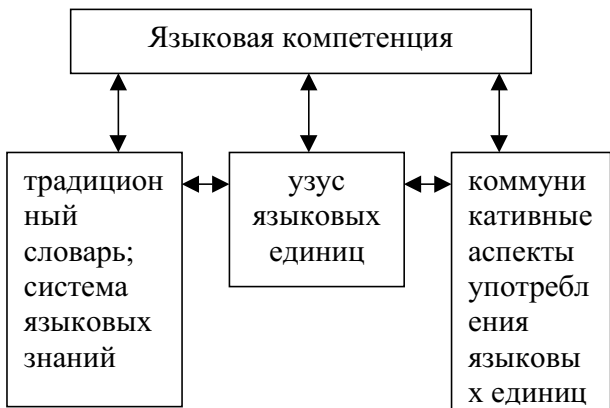 Языковая компетенция
традицион
ный
словарь;
система
языковых
знаний
узус
языковых
единиц
коммуни
кативные
аспекты
употребл
ения
языковы
х единиц